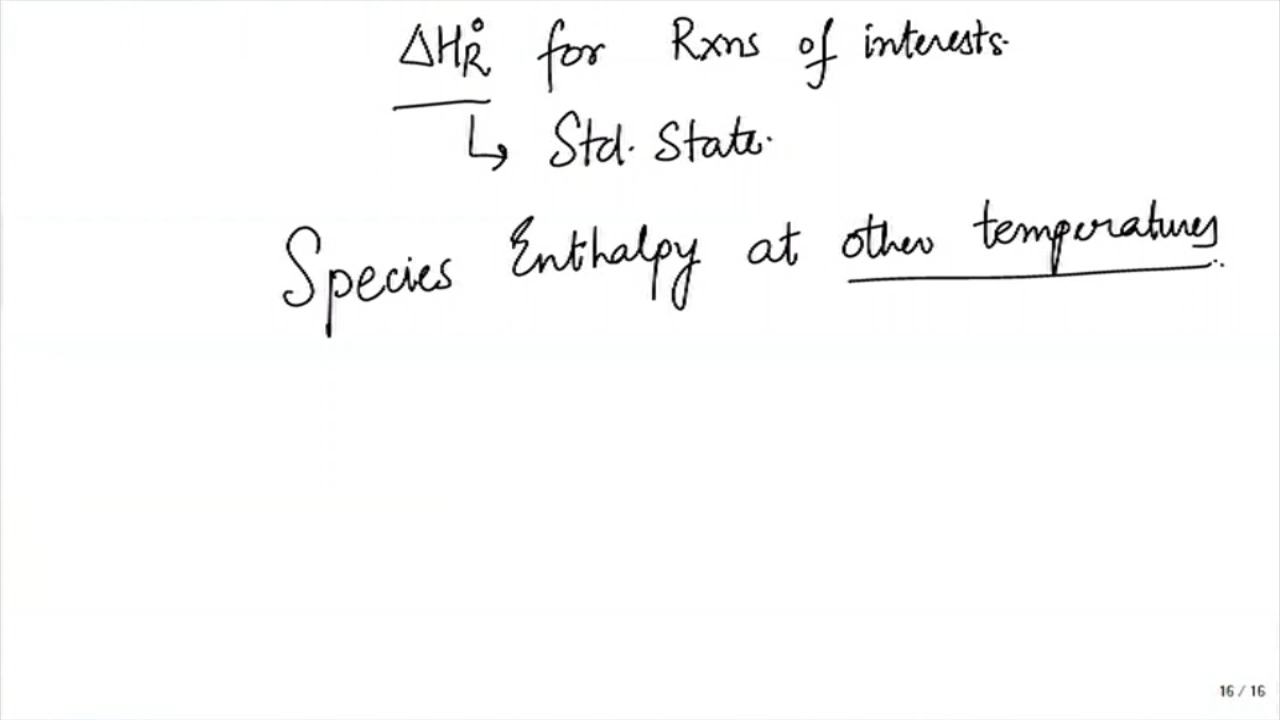 ΔH°R for Rxns of interests.
↳ Std. State.
Species Enthalpy at other temperatures.
16 / 16